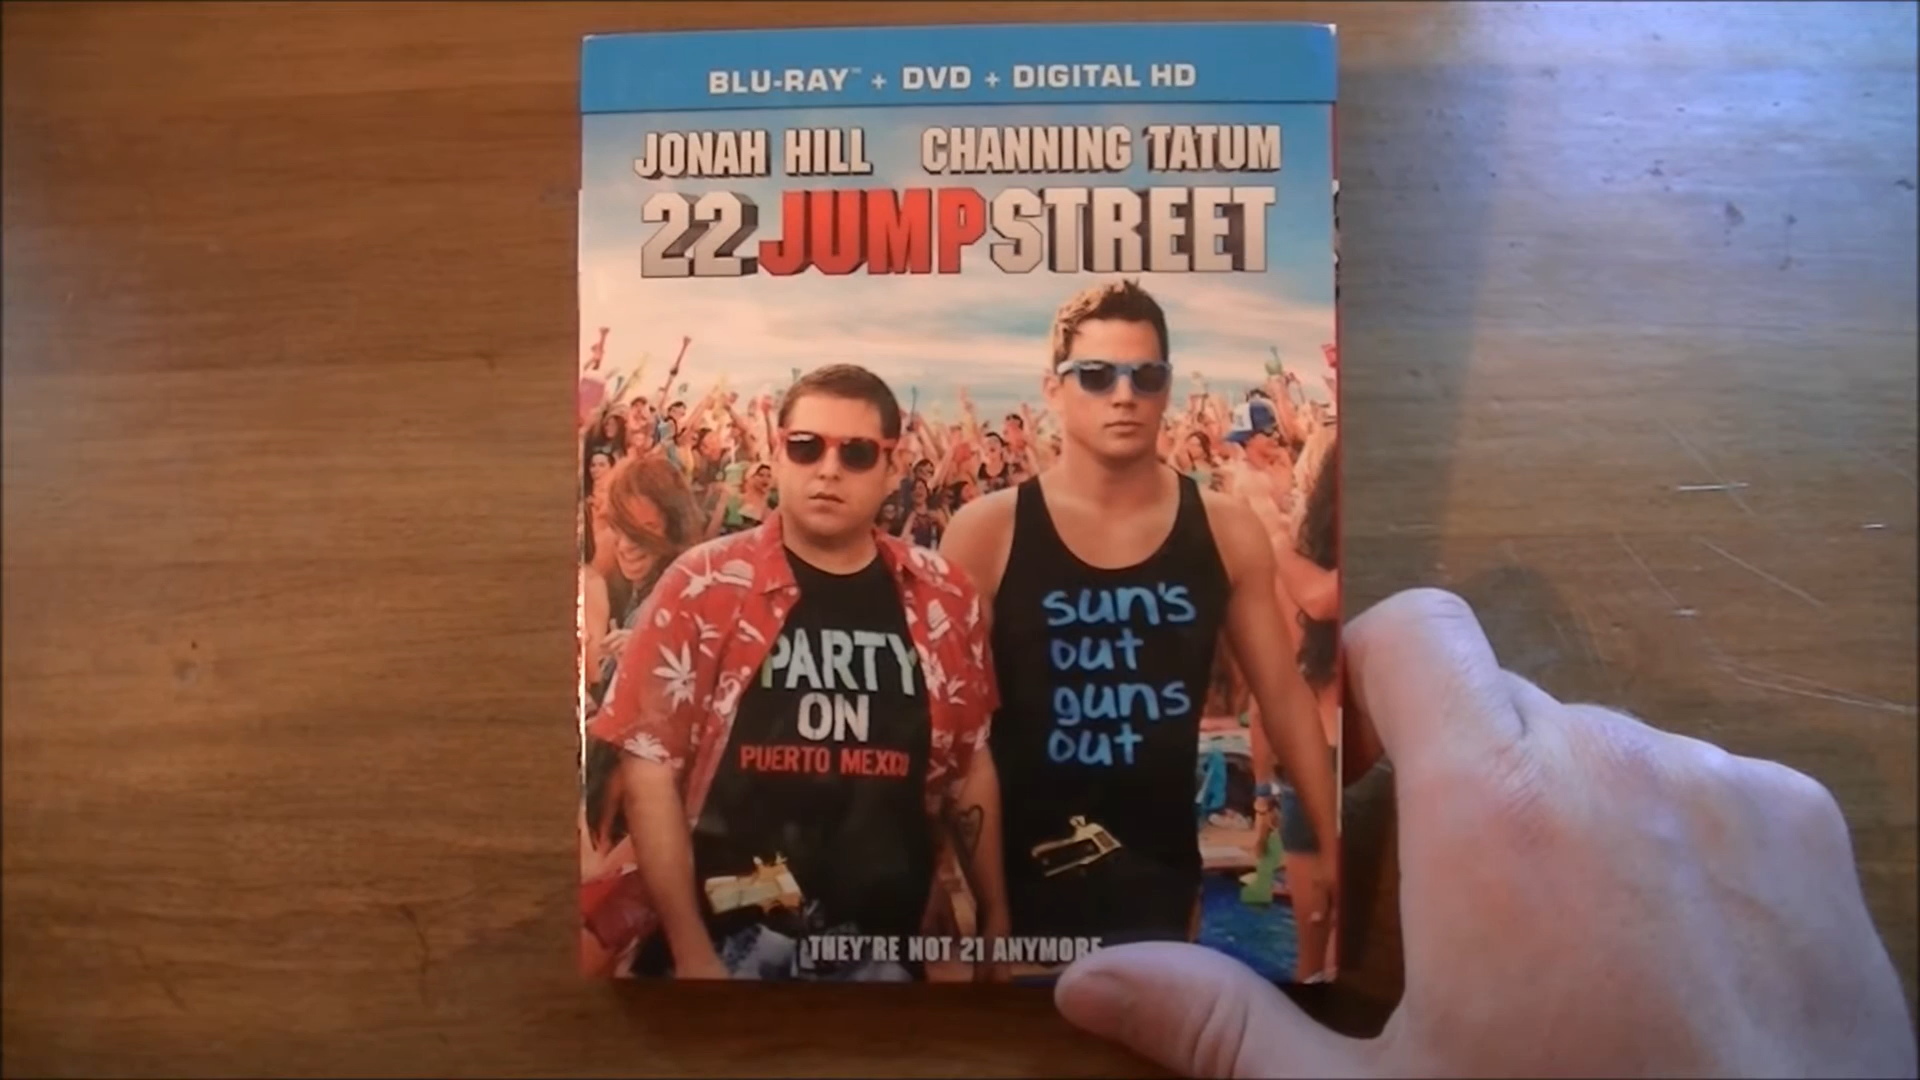 BLU-RAY™ + DVD + DIGITAL HD
JONAH HILL CHANNING TATUM
22 JUMP STREET
PARTY
ON
PUERTO MEXICO
sun's
out
guns
out
THEY'RE NOT 21 ANYMORE